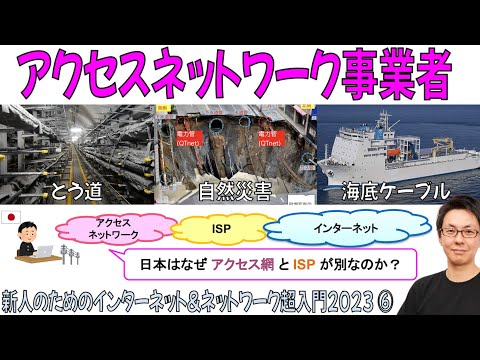 アクセスネットワーク事業者
電力管
(QTnet)
電力管
(QTnet)
とう道
自然災害
海底ケーブル
アクセス
ネットワーク
ISP
インターネット
日本はなぜ アクセス網 と ISP が別なのか？
新人のためのインターネット&ネットワーク超入門2023 ⑥